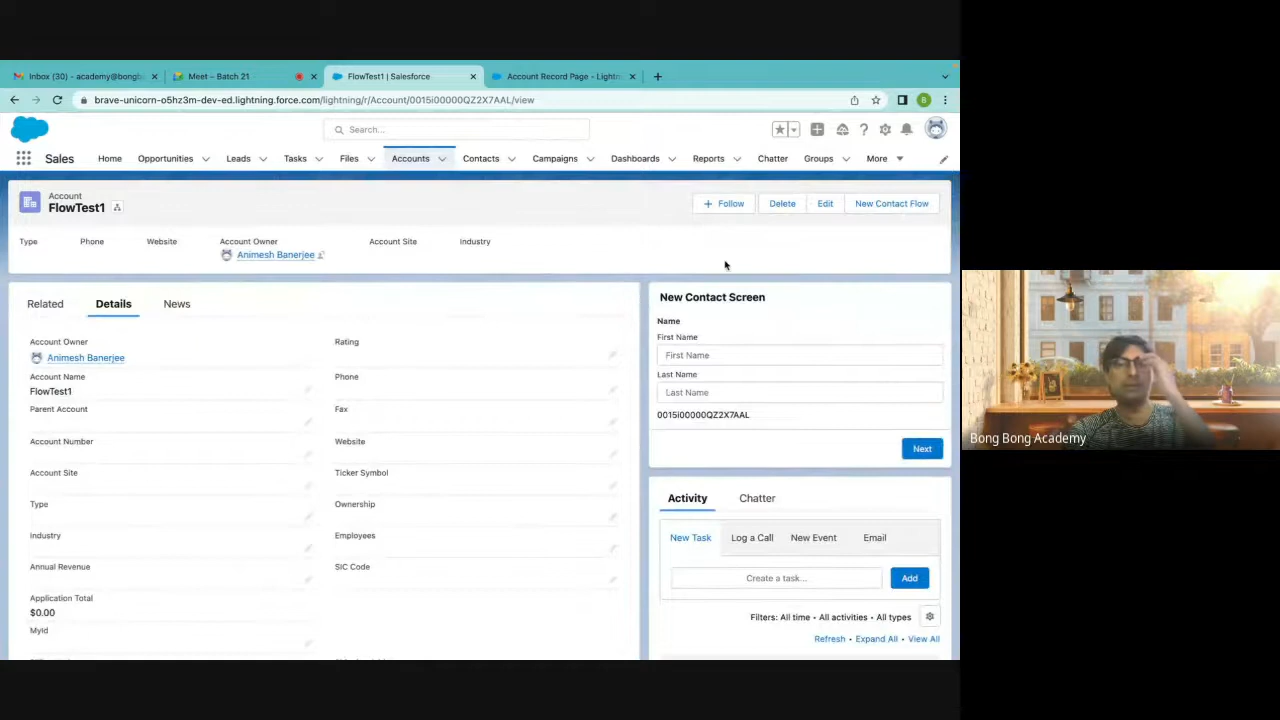 Inbox (30) - academy@bongb
Meet – Batch 21
FlowTest1 | Salesforce
Account Record Page - Lightn
brave-unicorn-o5hz3m-dev-ed.lightning.force.com/lightning/r/Account/0015i00000QZ2X7AAL/view
B
Search...
Sales
Home
Opportunities
Leads
Tasks
Files
Accounts
Contacts
Campaigns
Dashboards
Reports
Chatter
Groups
More
Account
FlowTest1
+ Follow
Delete
Edit
New Contact Flow
Type
Phone
Website
Account Owner
Animesh Banerjee
Account Site
Industry
Related
Details
News
Account Owner
Animesh Banerjee
Rating
Account Name
FlowTest1
Phone
Parent Account
Fax
Account Number
Website
Account Site
Ticker Symbol
Type
Ownership
Industry
Employees
Annual Revenue
SIC Code
Application Total
$0.00
MyId
New Contact Screen
Name
First Name
First Name
Last Name
Last Name
0015i00000QZ2X7AAL
Next
Activity
Chatter
New Task
Log a Call
New Event
Email
Create a task...
Add
Filters: All time • All activities • All types
Refresh • Expand All • View All
Bong Bong Academy